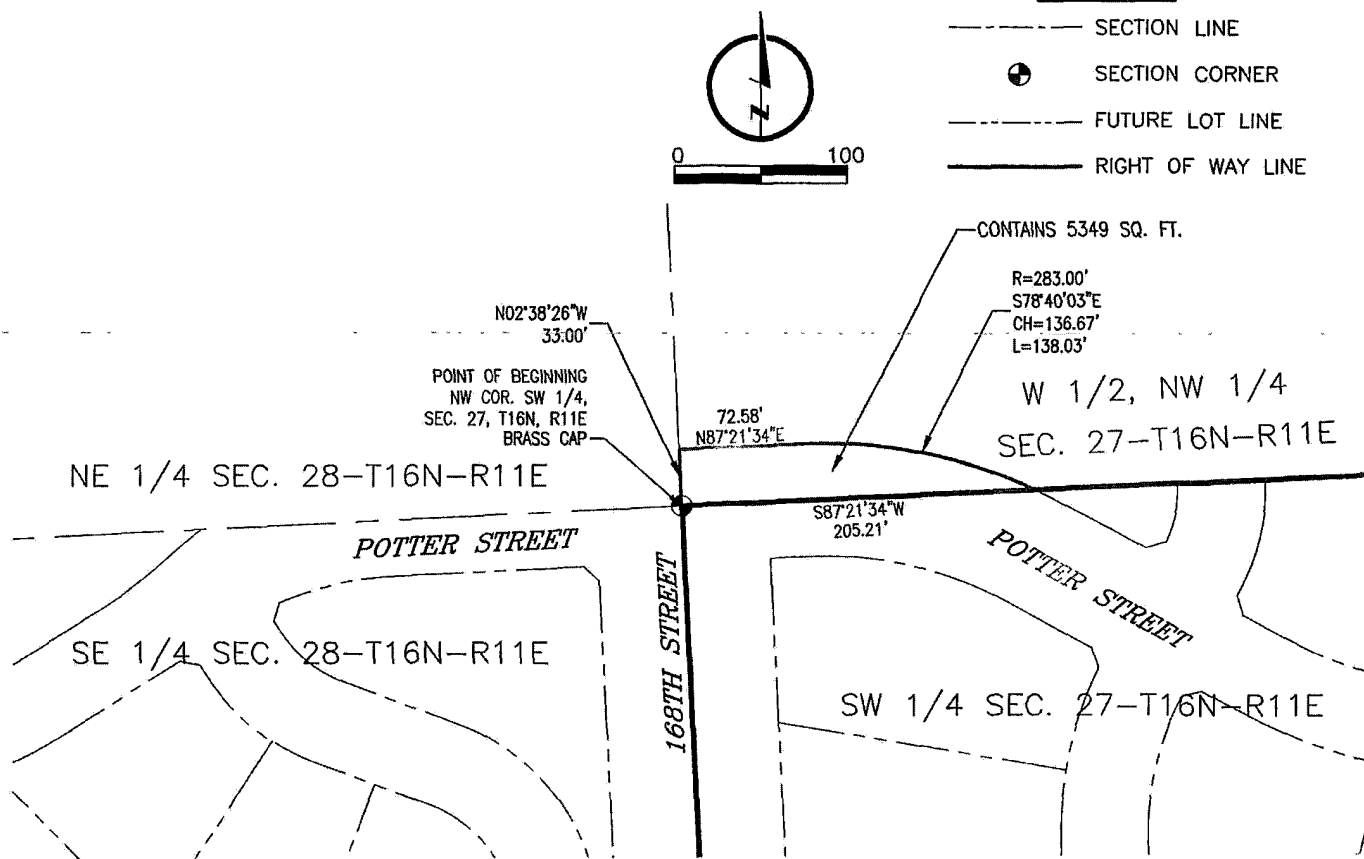 SECTION LINE
SECTION CORNER
FUTURE LOT LINE
RIGHT OF WAY LINE
N
0 100
CONTAINS 5349 SQ. FT.
R=283.00'
S78°40'03"E
CH=136.67'
L=138.03'
N02°38'26"W
33.00'
POINT OF BEGINNING
NW COR. SW 1/4,
SEC. 27, T16N, R11E
BRASS CAP
72.58'
N87°21'34"E
W 1/2, NW 1/4
SEC. 27-T16N-R11E
NE 1/4 SEC. 28-T16N-R11E
S87°21'34"W
205.21'
POTTER STREET
POTTER STREET
168TH STREET
SE 1/4 SEC. 28-T16N-R11E
SW 1/4 SEC. 27-T16N-R11E